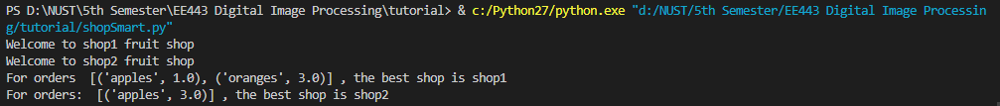 PS D:\NUST\5th Semester\EE443 Digital Image Processing\tutorial> & c:/Python27/python.exe "d:/NUST/5th Semester/EE443 Digital Image Processin
g/tutorial/shopSmart.py"
Welcome to shop1 fruit shop
Welcome to shop2 fruit shop
For orders  [('apples', 1.0), ('oranges', 3.0)] , the best shop is shop1
For orders:  [('apples', 3.0)] , the best shop is shop2